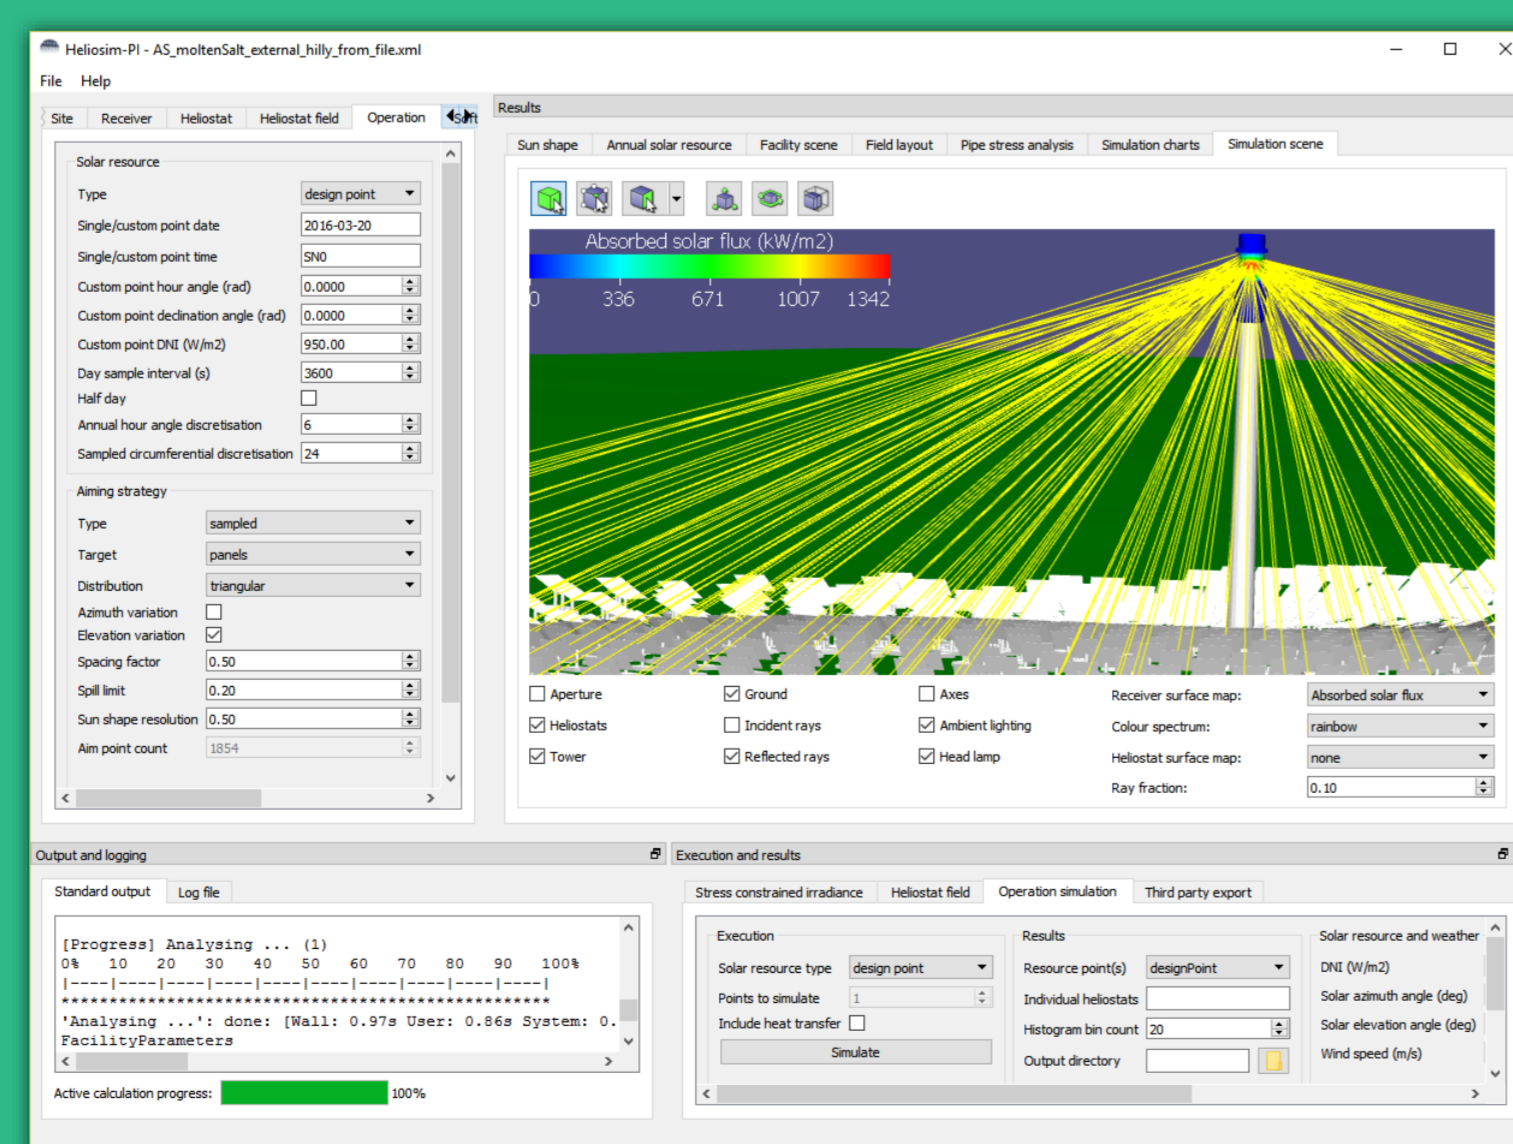 Heliosim-PI - AS_moltenSalt_external_hilly_from_file.xml
File Help
Site Receiver Heliostat Heliostat field Operation Soft
Solar resource
Type design point
Single/custom point date 2016-03-20
Single/custom point time SN0
Custom point hour angle (rad) 0.0000
Custom point declination angle (rad) 0.0000
Custom point DNI (W/m2) 950.00
Day sample interval (s) 3600
Half day
Annual hour angle discretisation 6
Sampled circumferential discretisation 24
Aiming strategy
Type sampled
Target panels
Distribution triangular
Azimuth variation
Elevation variation
Spacing factor 0.50
Spill limit 0.20
Sun shape resolution 0.50
Aim point count 1854
Results
Sun shape Annual solar resource Facility scene Field layout Pipe stress analysis Simulation charts Simulation scene
Absorbed solar flux (kW/m2)
0 336 671 1007 1342
Aperture Ground Axes Receiver surface map: Absorbed solar flux
Heliostats Incident rays Ambient lighting Colour spectrum: rainbow
Tower Reflected rays Head lamp Heliostat surface map: none
Ray fraction: 0.10
Output and logging
Standard output Log file
[Progress] Analysing ... (1)
0% 10 20 30 40 50 60 70 80 90 100%
|----|----|----|----|----|----|----|----|----|----|
***************************************************
'Analysing ...': done: [Wall: 0.97s User: 0.86s System: 0.
FacilityParameters
Active calculation progress: 100%
Execution and results
Stress constrained irradiance Heliostat field Operation simulation Third party export
Execution
Solar resource type design point
Points to simulate 1
Include heat transfer
Simulate
Results
Resource point(s) designPoint
Individual heliostats
Histogram bin count 20
Output directory
Solar resource and weather
DNI (W/m2)
Solar azimuth angle (deg)
Solar elevation angle (deg)
Wind speed (m/s)